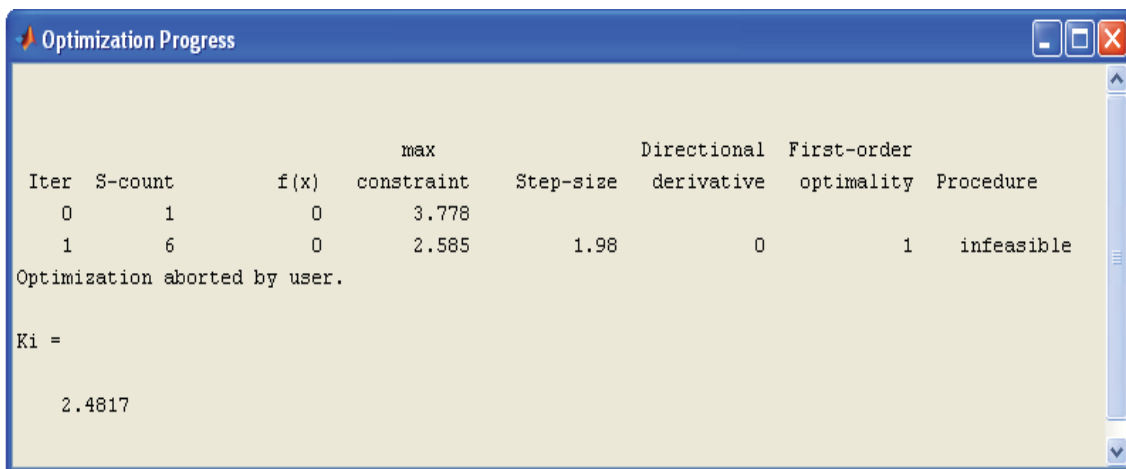 Optimization Progress
max Directional First-order
Iter S-count f(x) constraint Step-size derivative optimality Procedure
0 1 0 3.778
1 6 0 2.585 1.98 0 1 infeasible
Optimization aborted by user.
Ki =
2.4817